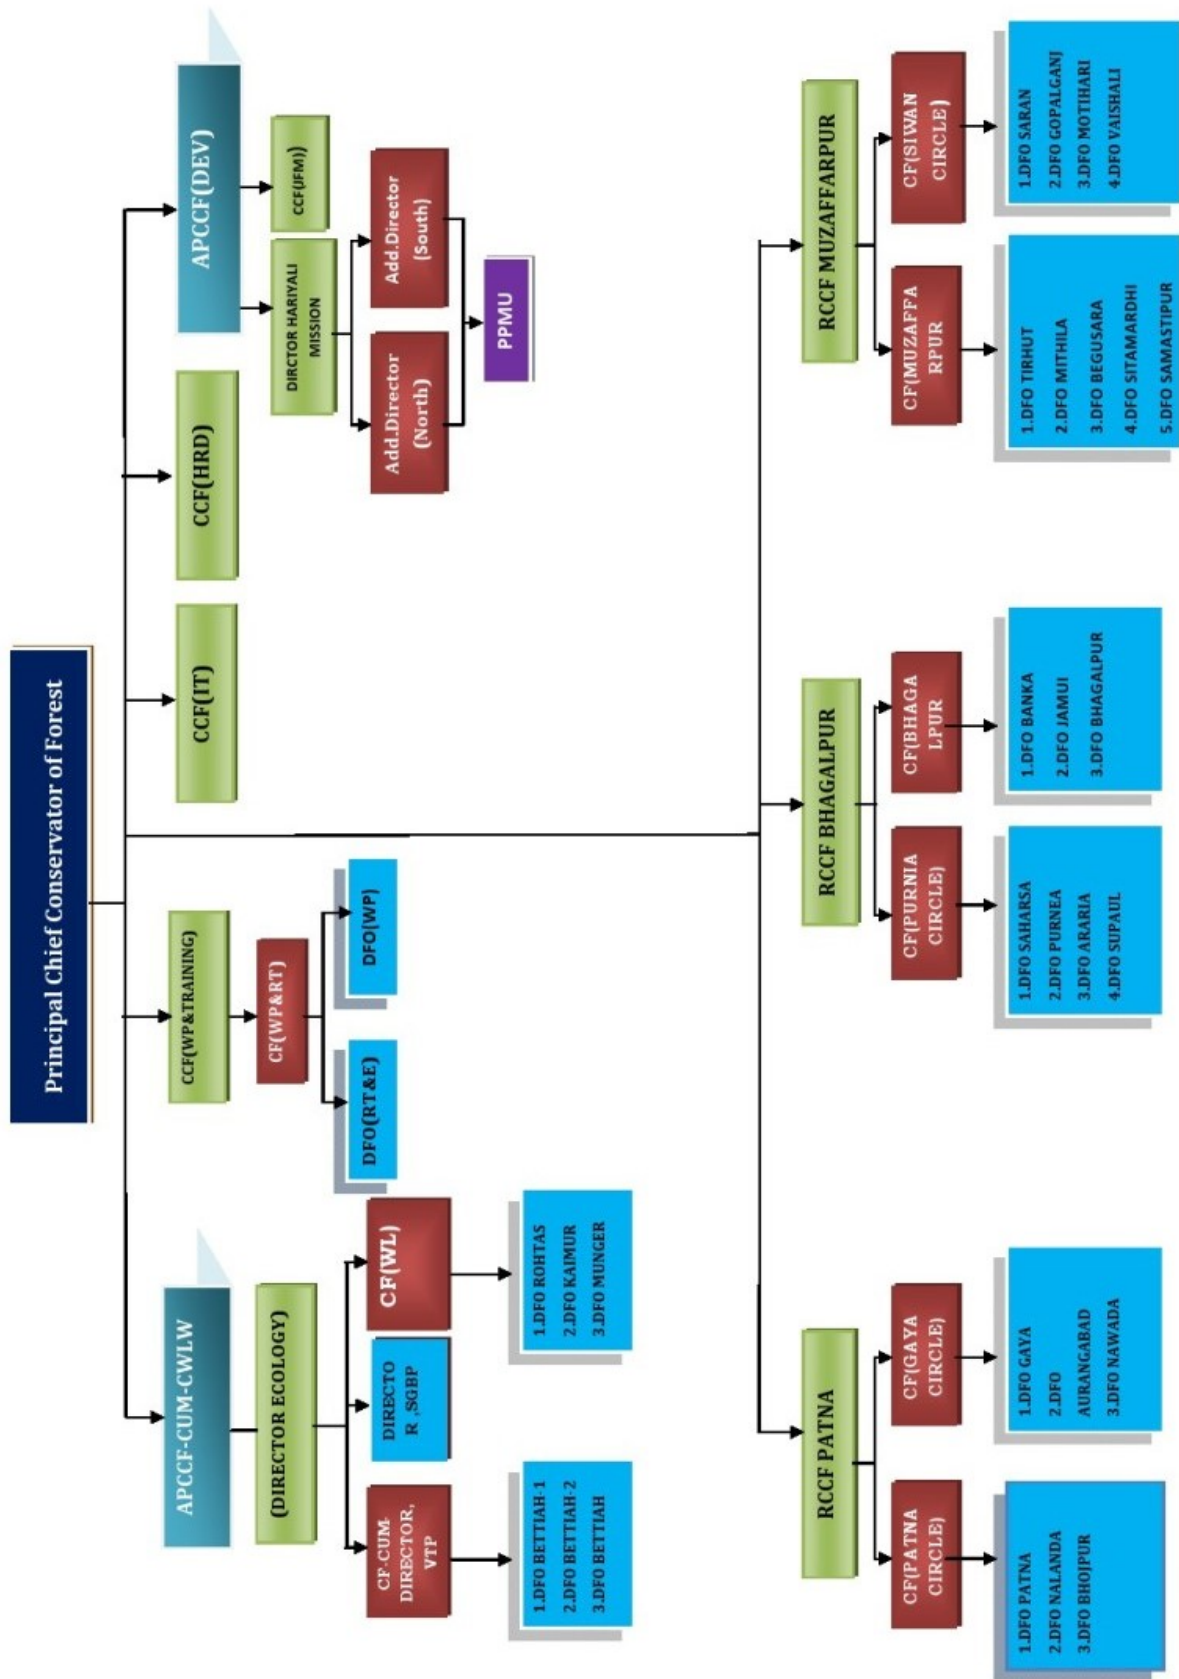 Principal Chief Conservator of Forest
APCCF-CUM-CWLW
CCF(WP&TRAINING)
CCF(IT)
CCF(HRD)
APCCF(DEV)
(DIRECTOR ECOLOGY)
CF(WP&RT)
DIRCTOR HARIYALI
MISSION
CCF(JFM))
CF-CUM-
DIRECTOR,
VTP
DIRECTO
R ,SGBP
CF(WL)
DFO(RT&E)
DFO(WP)
Add.Director
(North)
Add.Director
(South)
PPMU
1.DFO BETTIAH-1
2.DFO BETTIAH-2
3.DFO BETTIAH
1.DFO ROHTAS
2.DFO KAIMUR
3.DFO MUNGER
RCCF PATNA
RCCF BHAGALPUR
RCCF MUZAFFARPUR
CF(PATNA
CIRCLE)
CF(GAYA
CIRCLE)
CF(PURNIA
CIRCLE)
CF(BHAGA
LPUR
CF(MUZAFFA
RPUR
CF(SIWAN
CIRCLE)
1.DFO PATNA
2.DFO NALANDA
3.DFO BHOJPUR
1.DFO GAYA
2.DFO
AURANGABAD
3.DFO NAWADA
1.DFO SAHARSA
2.DFO PURNEA
3.DFO ARARIA
4.DFO SUPAUL
1.DFO BANKA
2.DFO JAMUI
3.DFO BHAGALPUR
1.DFO TIRHUT
2.DFO MITHILA
3.DFO BEGUSARA
4.DFO SITAMARDHI
5.DFO SAMASTIPUR
1.DFO SARAN
2.DFO GOPALGANJ
3.DFO MOTIHARI
4.DFO VAISHALI